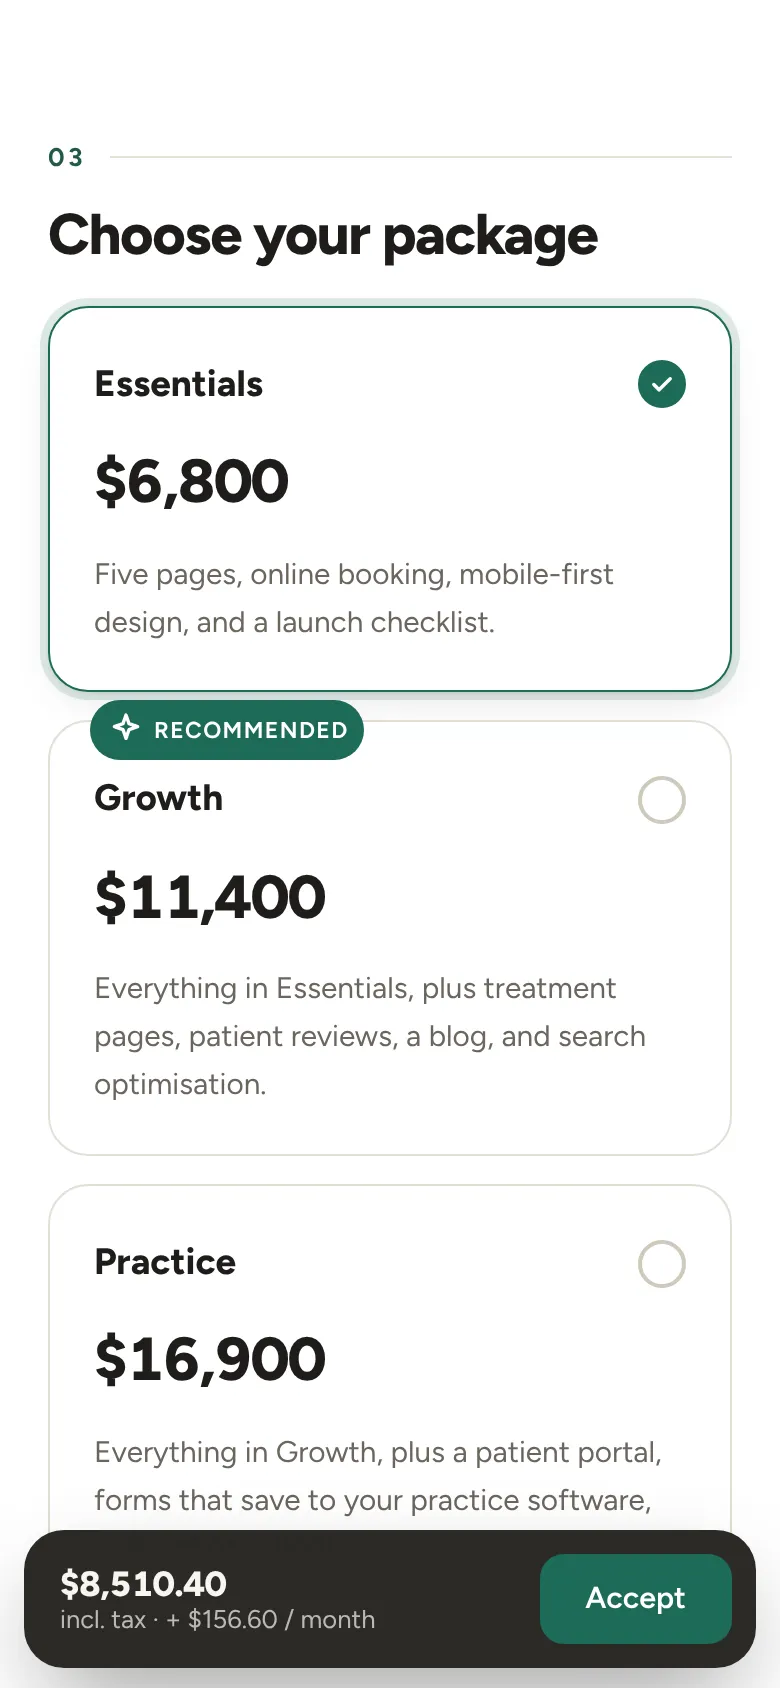 03
Choose your package
Essentials
$6,800
Five pages, online booking, mobile-first
design, and a launch checklist.
RECOMMENDED
Growth
$11,400
Everything in Essentials, plus treatment
pages, patient reviews, a blog, and search
optimisation.
Practice
$16,900
Everything in Growth, plus a patient portal,
forms that save to your practice software,
$8,510.40
incl. tax · + $156.60 / month
Accept